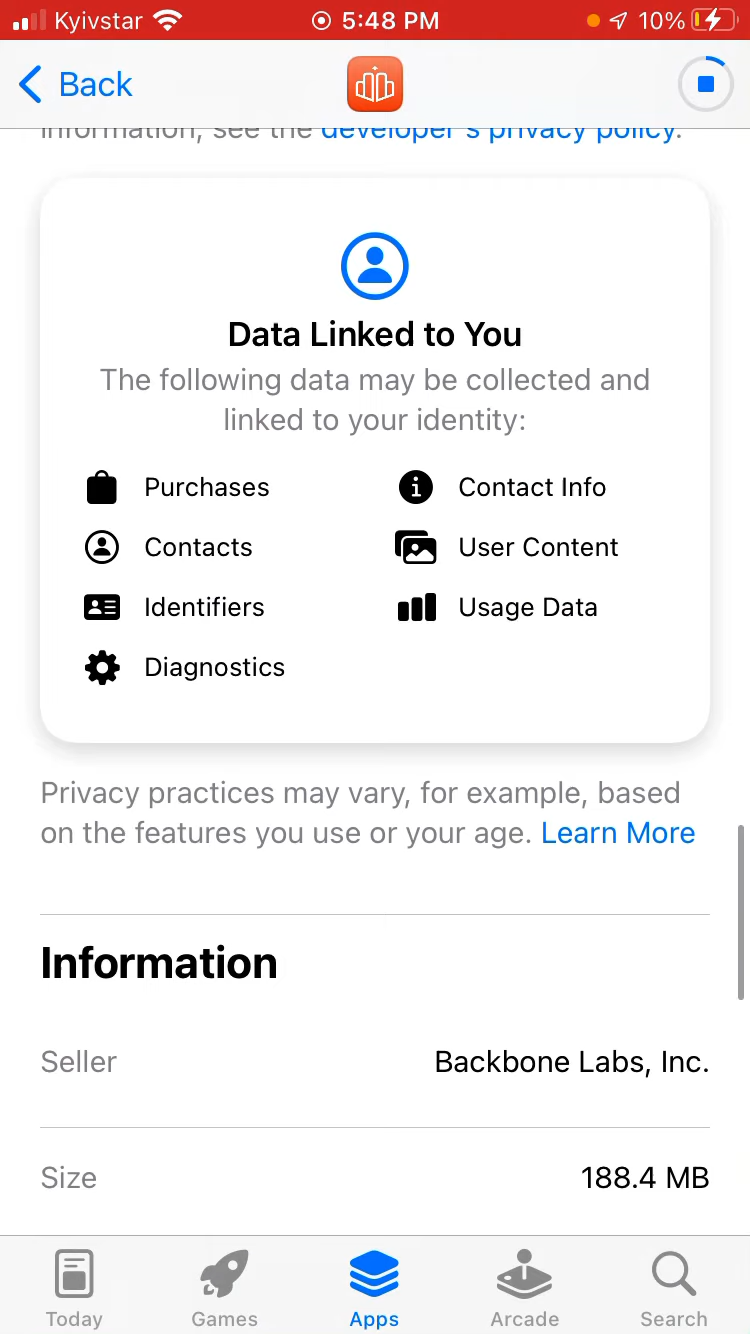 Kyivstar 5:48 PM 10%
Back
information, see the developer's privacy policy.
Data Linked to You
The following data may be collected and
linked to your identity:
Purchases Contact Info
Contacts User Content
Identifiers Usage Data
Diagnostics
Privacy practices may vary, for example, based
on the features you use or your age. Learn More
Information
Seller Backbone Labs, Inc.
Size 188.4 MB
Today Games Apps Arcade Search